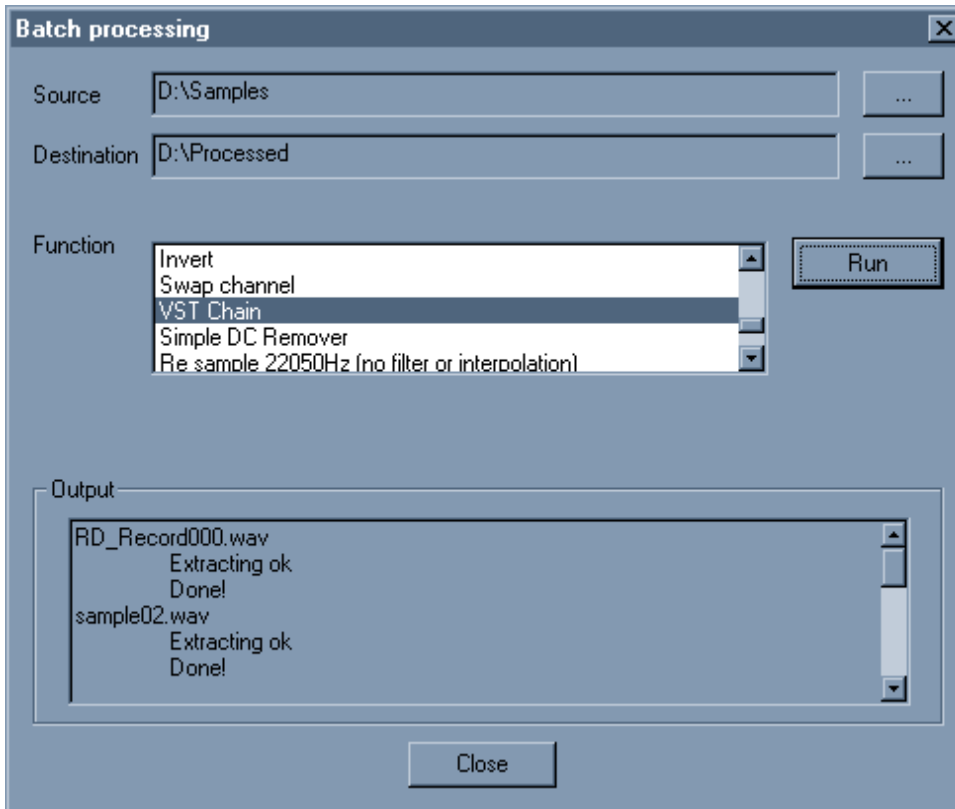 Batch processing
Source D:\Samples ...
Destination D:\Processed ...
Function
Invert
Swap channel
VST Chain
Simple DC Remover
Re sample 22050Hz (no filter or interpolation)
Run
Output
RD_Record000.wav
Extracting ok
Done!
sample02.wav
Extracting ok
Done!
Close